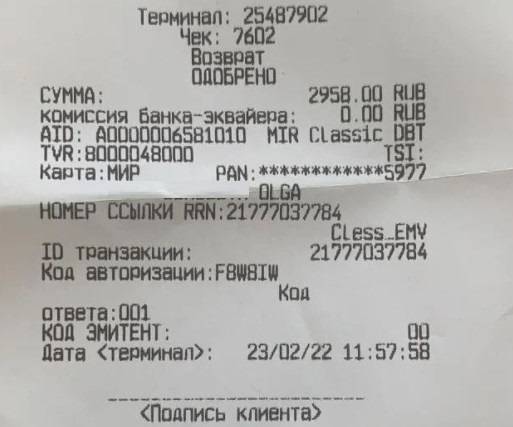 Терминал: 25487902
Чек: 7602
Возврат
ОДОБРЕНО
СУММА: 2958.00 RUB
комиссия банка-эквайера: 0.00 RUB
AID: A0000006581010 MIR Classic DBT
TVR:8000048000 TSI:
Карта:МИР PAN:************5977
OLGA
НОМЕР ССЫЛКИ RRN:21777037784
CLess_EMV
ID транзакции: 21777037784
Код авторизации:F8W8IW
Код
ответа:001
КОД ЭМИТЕНТ: 00
Дата <терминал>: 23/02/22 11:57:58
<Подпись клиента>